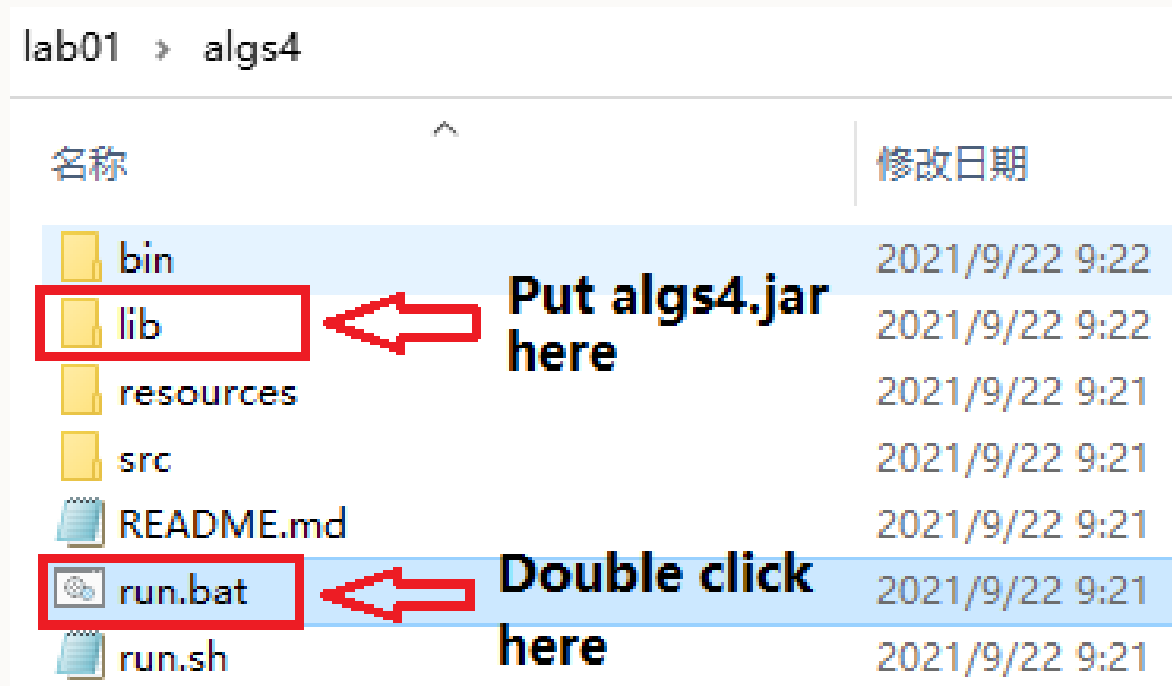 lab01 > algs4
名称 修改日期
bin 2021/9/22 9:22
Put algs4.jar
lib 2021/9/22 9:22
here
resources 2021/9/22 9:21
src 2021/9/22 9:21
README.md 2021/9/22 9:21
Double click
run.bat 2021/9/22 9:21
here
run.sh 2021/9/22 9:21